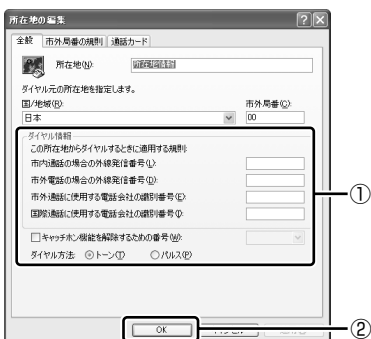 所在地の編集
全般 市外局番の規則 通話カード
所在地(N): 所在地情報
ダイヤル元の所在地を指定します。
国/地域(R): 市外局番(C):
日本 00
ダイヤル情報
この所在地からダイヤルするときに適用する規則:
市内通話の場合の外線発信番号(L):
市外電話の場合の外線発信番号(D):
市外通話に使用する電話会社の識別番号(E):
国際通話に使用する電話会社の識別番号(I):
キャッチホン機能を解除するための番号(W):
ダイヤル方法: トーン(T) パルス(P)
①
OK
②